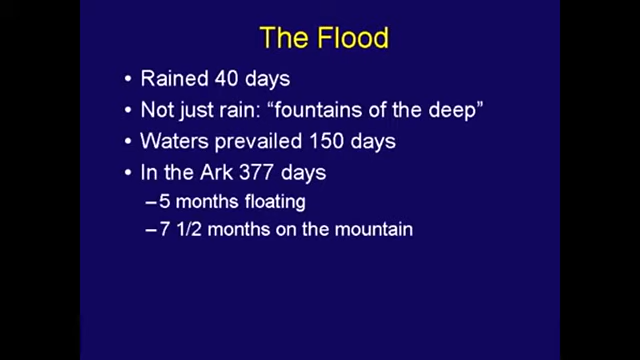 The Flood
• Rained 40 days
• Not just rain: “fountains of the deep”
• Waters prevailed 150 days
• In the Ark 377 days
–5 months floating
–7 1/2 months on the mountain